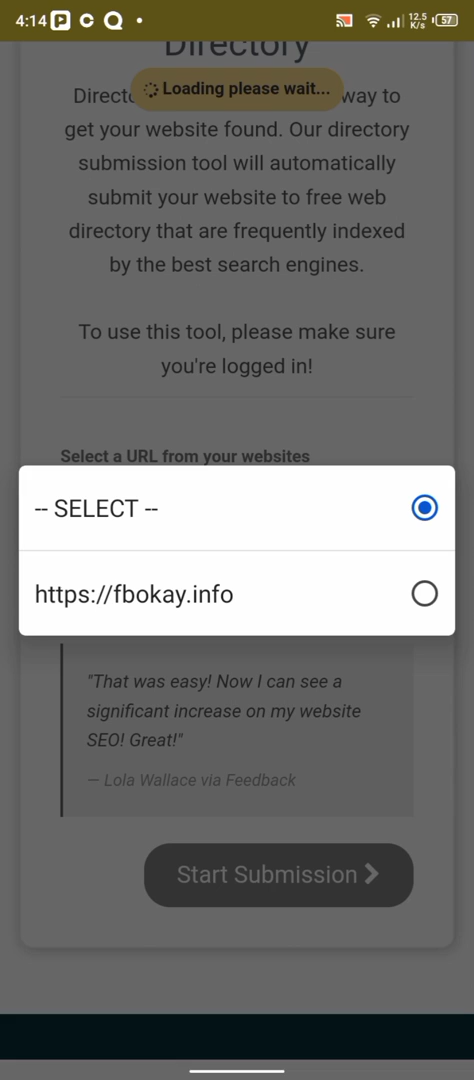 4:14
12.5
K/s
57
Directory
Loading please wait...
way to
get your website found. Our directory
submission tool will automatically
submit your website to free web
directory that are frequently indexed
by the best search engines.
To use this tool, please make sure
you're logged in!
Select a URL from your websites
-- SELECT --
https://fbokay.info
"That was easy! Now I can see a
significant increase on my website
SEO! Great!"
— Lola Wallace via Feedback
Start Submission